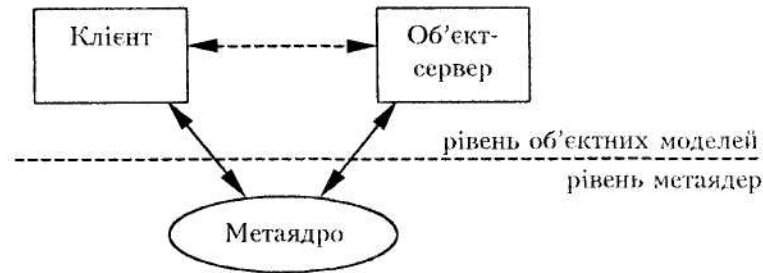 Клієнт
Об’єкт-
сервер
рівень об’єктних моделей
рівень метаядер
Метаядро